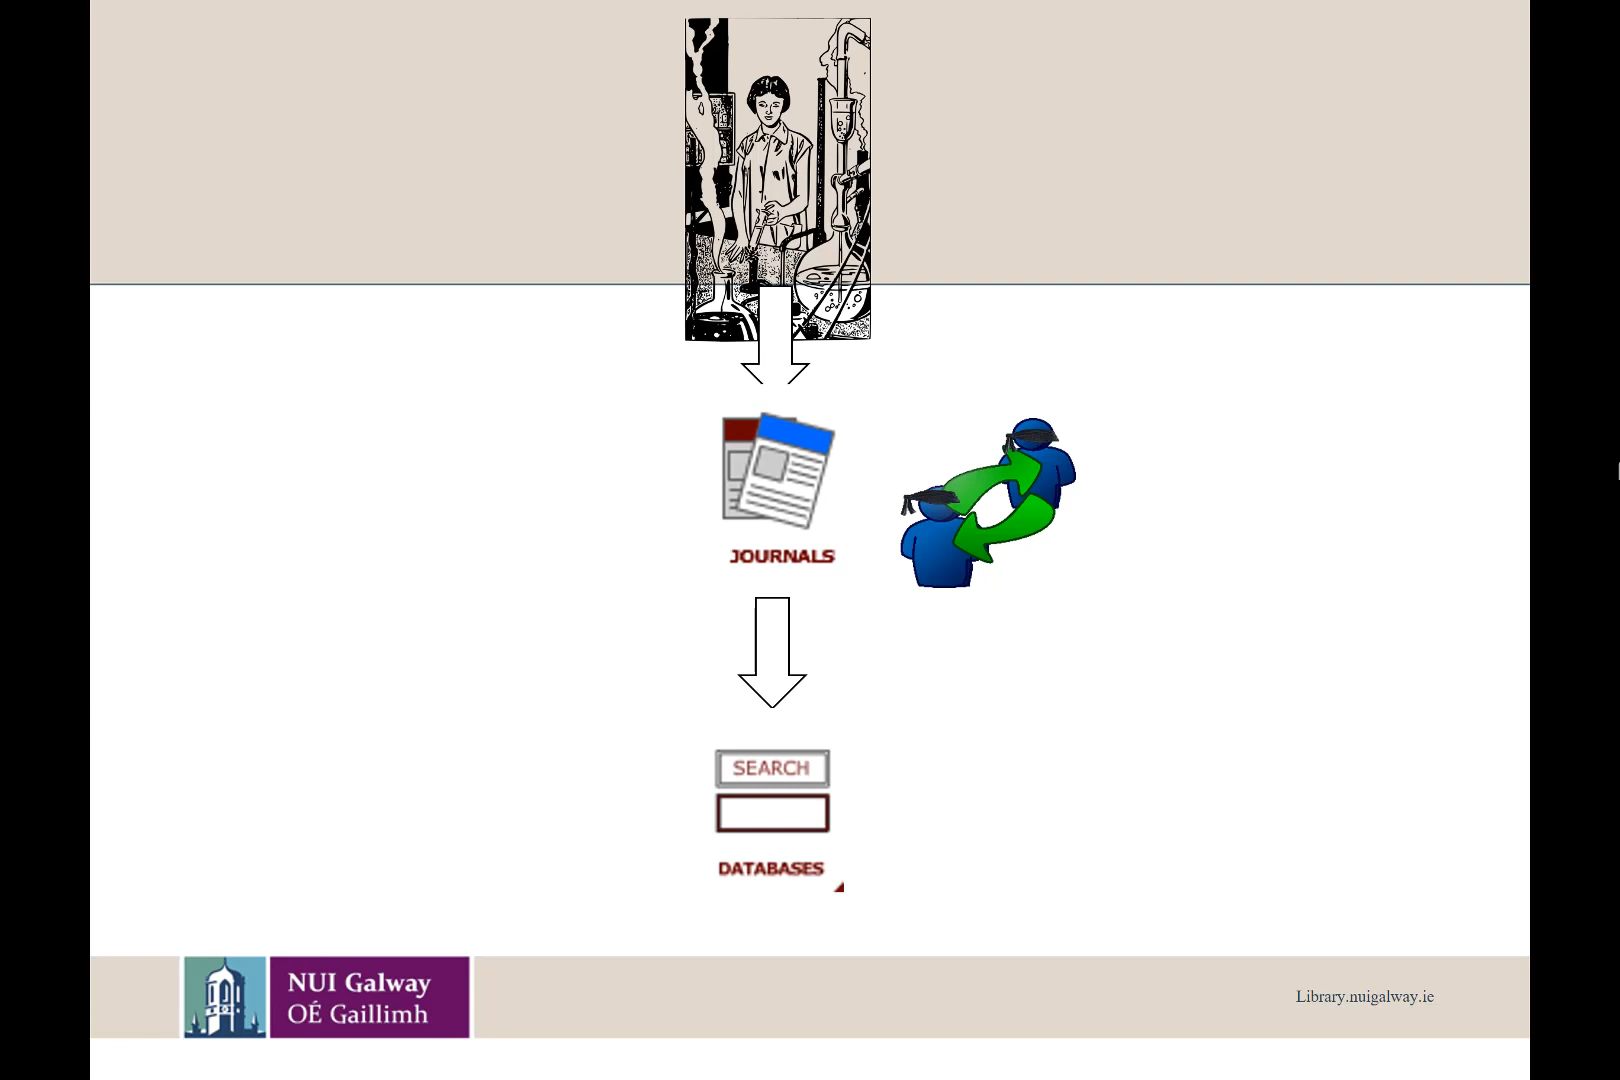 JOURNALS
SEARCH
DATABASES
NUI Galway
OÉ Gaillimh
Library.nuigalway.ie